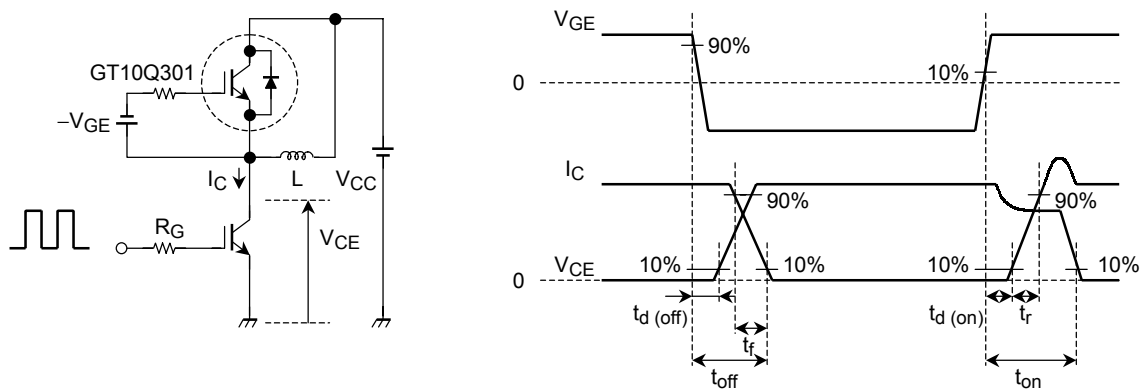 GT10Q301
–VGE
IC
L
VCC
RG
VCE
VGE
90%
10%
0
IC
90%
90%
VCE
10%
10%
10%
10%
0
td (off)
tf
toff
td (on)
tr
ton